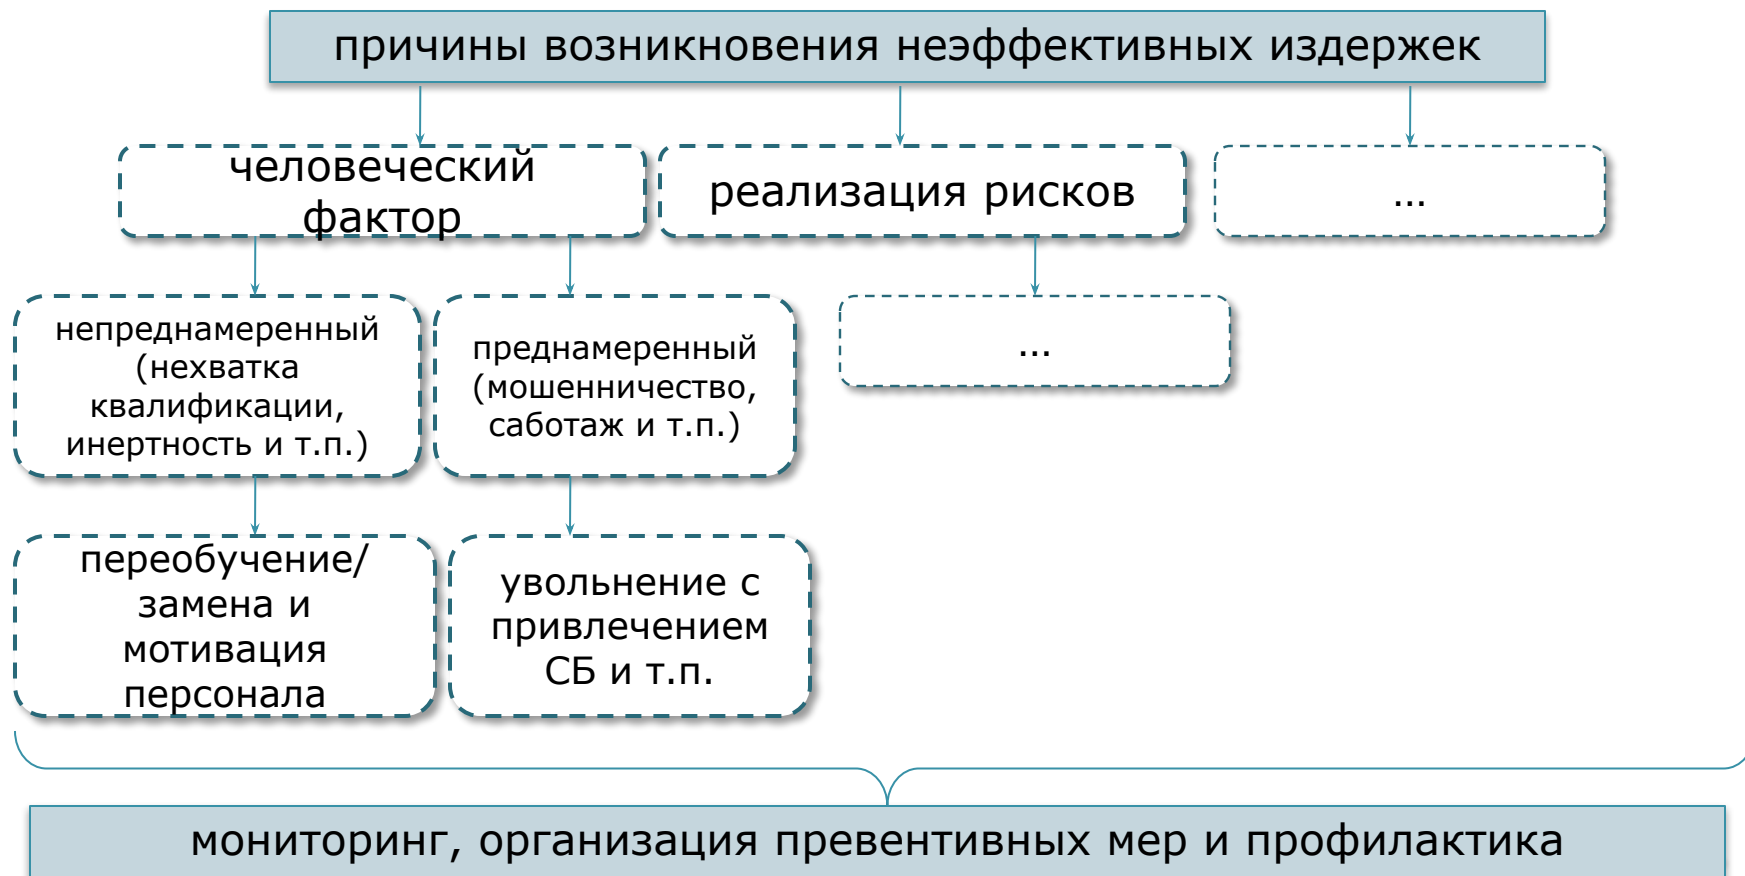 причины возникновения неэффективных издержек
человеческий
фактор
реализация рисков
...
непреднамеренный
(нехватка
квалификации,
инертность и т.п.)
преднамеренный
(мошенничество,
саботаж и т.п.)
...
переобучение/
замена и
мотивация
персонала
увольнение с
привлечением
СБ и т.п.
мониторинг, организация превентивных мер и профилактика